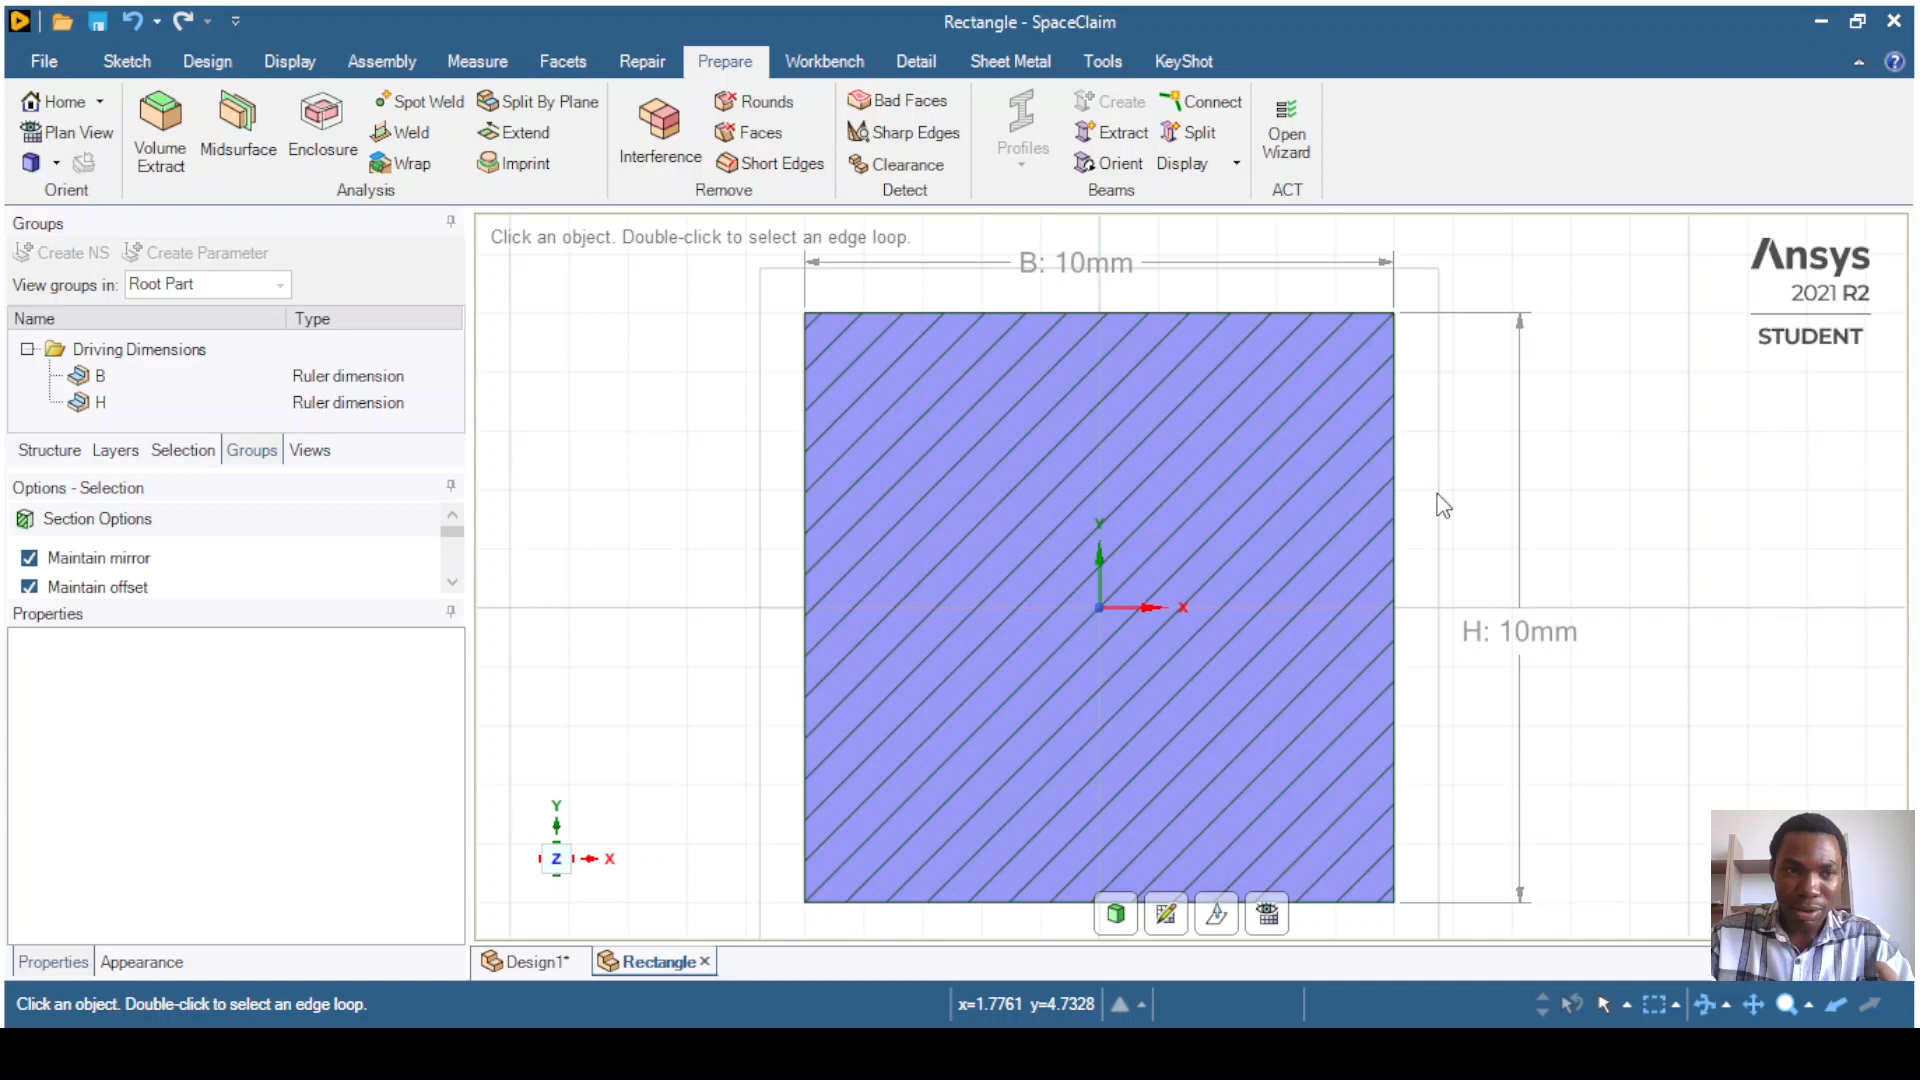 Rectangle - SpaceClaim
File Sketch Design Display Assembly Measure Facets Repair Prepare Workbench Detail Sheet Metal Tools KeyShot
Home
Plan View
Orient
Volume Extract
Midsurface
Enclosure
Spot Weld
Weld
Wrap
Split By Plane
Extend
Imprint
Analysis
Interference
Rounds
Faces
Short Edges
Remove
Bad Faces
Sharp Edges
Clearance
Detect
Profiles
Create
Extract
Orient
Connect
Split
Display
Beams
Open Wizard
ACT
Groups
Create NS Create Parameter
View groups in: Root Part
Name Type
Driving Dimensions
B Ruler dimension
H Ruler dimension
Structure Layers Selection Groups Views
Options - Selection
Section Options
Maintain mirror
Maintain offset
Properties
Properties Appearance
Click an object. Double-click to select an edge loop.
B: 10mm
H: 10mm
Y
X
Y
Z X
Ansys
2021 R2
STUDENT
Design1* Rectangle
Click an object. Double-click to select an edge loop.
x=1.7761 y=4.7328